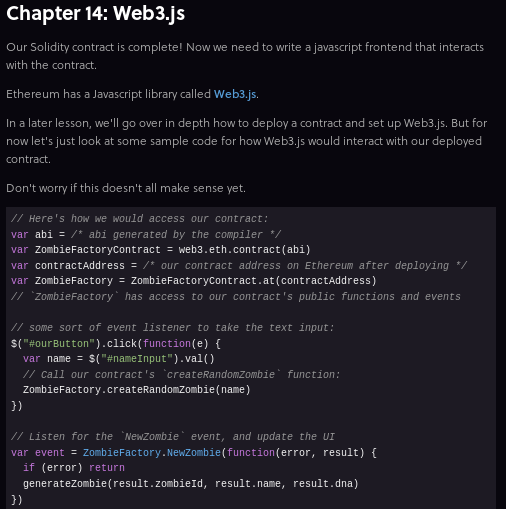 Chapter 14: Web3.js
Our Solidity contract is complete! Now we need to write a javascript frontend that interacts
with the contract.
Ethereum has a Javascript library called Web3.js.
In a later lesson, we'll go over in depth how to deploy a contract and set up Web3.js. But for
now let's just look at some sample code for how Web3.js would interact with our deployed
contract.
Don't worry if this doesn't all make sense yet.
// Here's how we would access our contract:
var abi = /* abi generated by the compiler */
var ZombieFactoryContract = web3.eth.contract(abi)
var contractAddress = /* our contract address on Ethereum after deploying */
var ZombieFactory = ZombieFactoryContract.at(contractAddress)
// `ZombieFactory` has access to our contract's public functions and events
// some sort of event listener to take the text input:
$("#ourButton").click(function(e) {
  var name = $("#nameInput").val()
  // Call our contract's `createRandomZombie` function:
  ZombieFactory.createRandomZombie(name)
})
// Listen for the `NewZombie` event, and update the UI
var event = ZombieFactory.NewZombie(function(error, result) {
  if (error) return
  generateZombie(result.zombieId, result.name, result.dna)
})